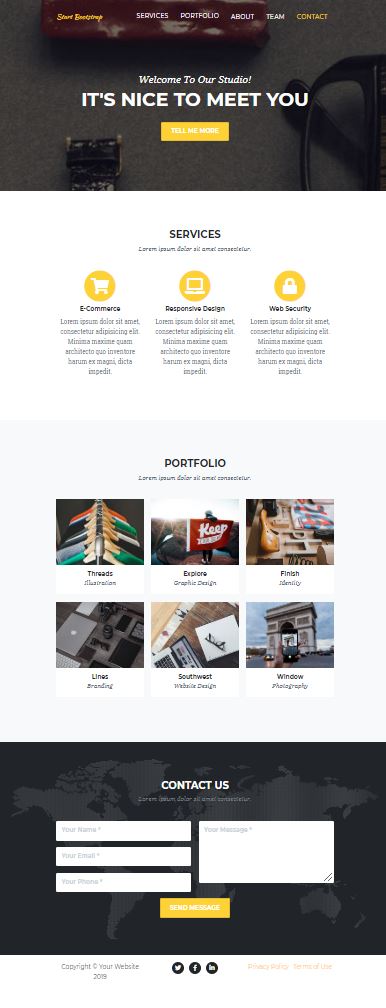 Start Bootstrap
SERVICES PORTFOLIO ABOUT TEAM CONTACT
Welcome To Our Studio!
IT'S NICE TO MEET YOU
TELL ME MORE
SERVICES
Lorem ipsum dolor sit amet consectetur.
E-Commerce
Lorem ipsum dolor sit amet,
consectetur adipisicing elit.
Minima maxime quam
architecto quo inventore
harum ex magni, dicta
impedit.
Responsive Design
Lorem ipsum dolor sit amet,
consectetur adipisicing elit.
Minima maxime quam
architecto quo inventore
harum ex magni, dicta
impedit.
Web Security
Lorem ipsum dolor sit amet,
consectetur adipisicing elit.
Minima maxime quam
architecto quo inventore
harum ex magni, dicta
impedit.
PORTFOLIO
Lorem ipsum dolor sit amet consectetur.
Keep
Threads
Illustration
Explore
Graphic Design
Finish
Identity
Lines
Branding
Southwest
Website Design
Window
Photography
CONTACT US
Lorem ipsum dolor sit amet consectetur.
Your Name *
Your Email *
Your Phone *
Your Message *
SEND MESSAGE
Copyright © Your Website
2019
Privacy Policy Terms of Use